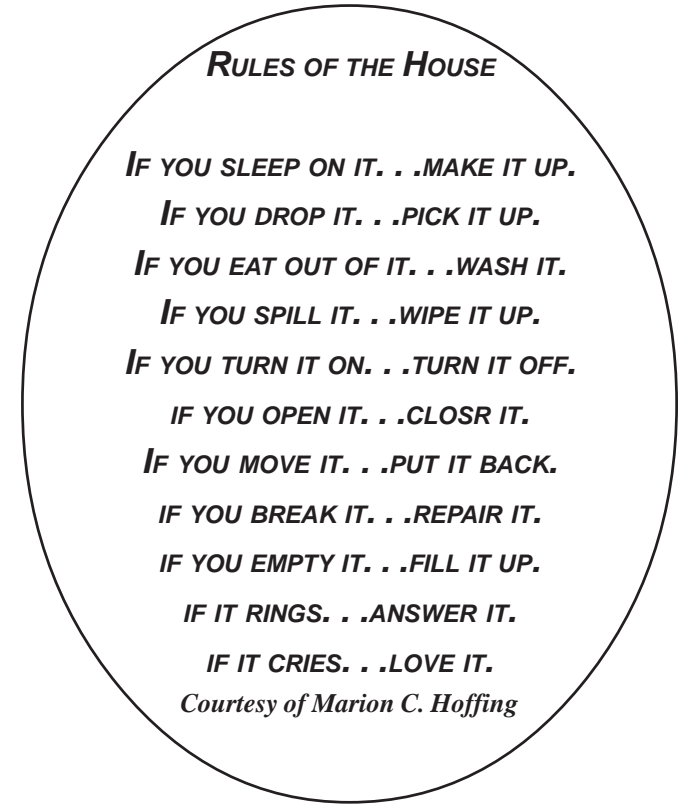 Rules of the House
If you sleep on it. . .make it up.
If you drop it. . .pick it up.
If you eat out of it. . .wash it.
If you spill it. . .wipe it up.
If you turn it on. . .turn it off.
if you open it. . .closr it.
If you move it. . .put it back.
if you break it. . .repair it.
if you empty it. . .fill it up.
if it rings. . .answer it.
if it cries. . .love it.
Courtesy of Marion C. Hoffing